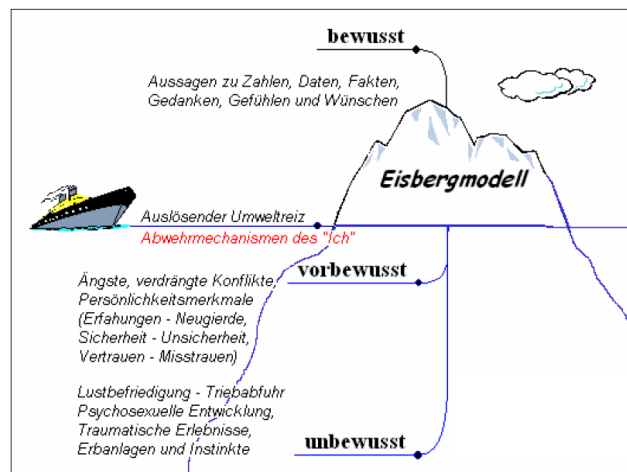 bewusst
Aussagen zu Zahlen, Daten, Fakten,
Gedanken, Gefühlen und Wünschen
Eisbergmodell
Auslösender Umweltreiz
Abwehrmechanismen des "Ich"
vorbewusst
Ängste, verdrängte Konflikte,
Persönlichkeitsmerkmale
(Erfahungen - Neugierde,
Sicherheit - Unsicherheit,
Vertrauen - Misstrauen)
Lustbefriedigung - Triebabfuhr
Psychosexuelle Entwicklung,
Traumatische Erlebnisse,
Erbanlagen und Instinkte
unbewusst